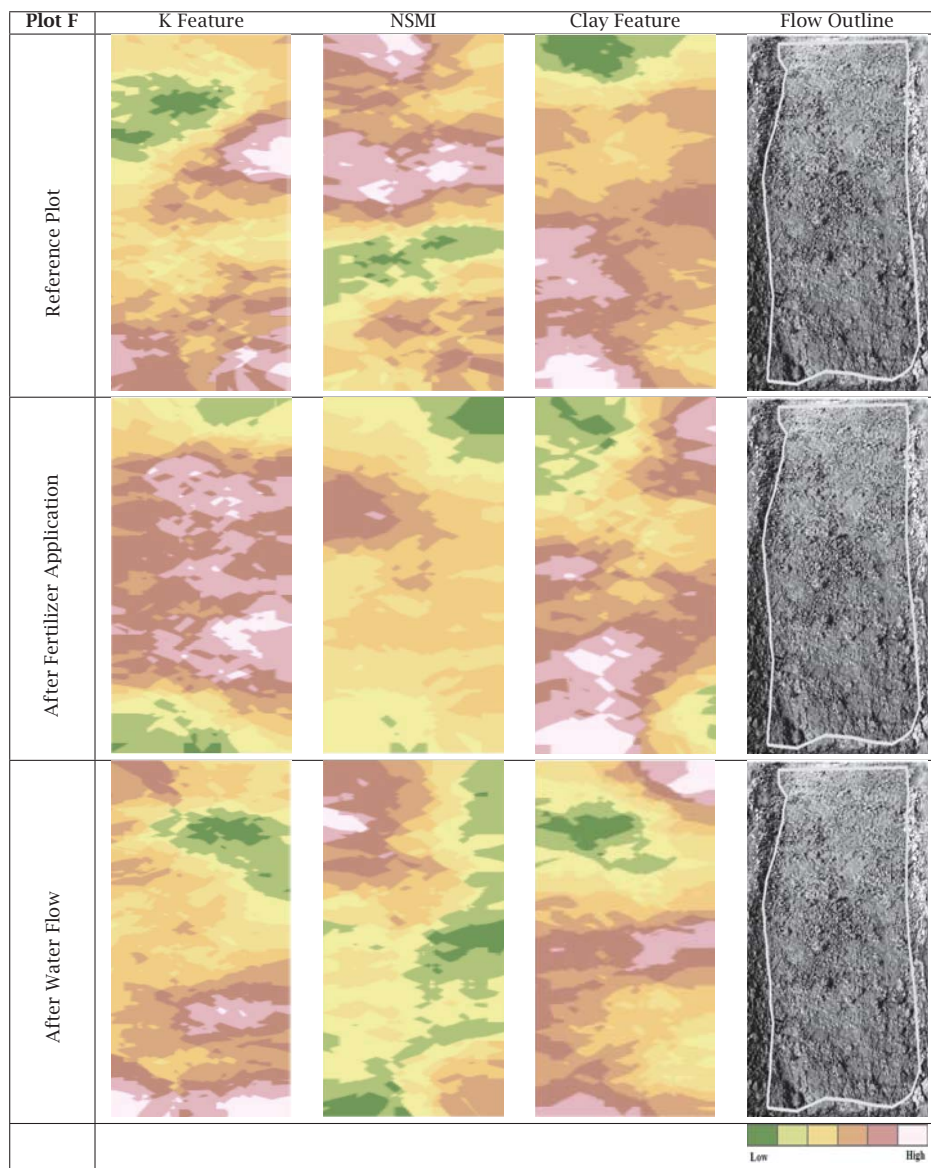 Plot F K Feature NSMI Clay Feature Flow Outline
Reference Plot
After Fertilizer Application
After Water Flow
Low High